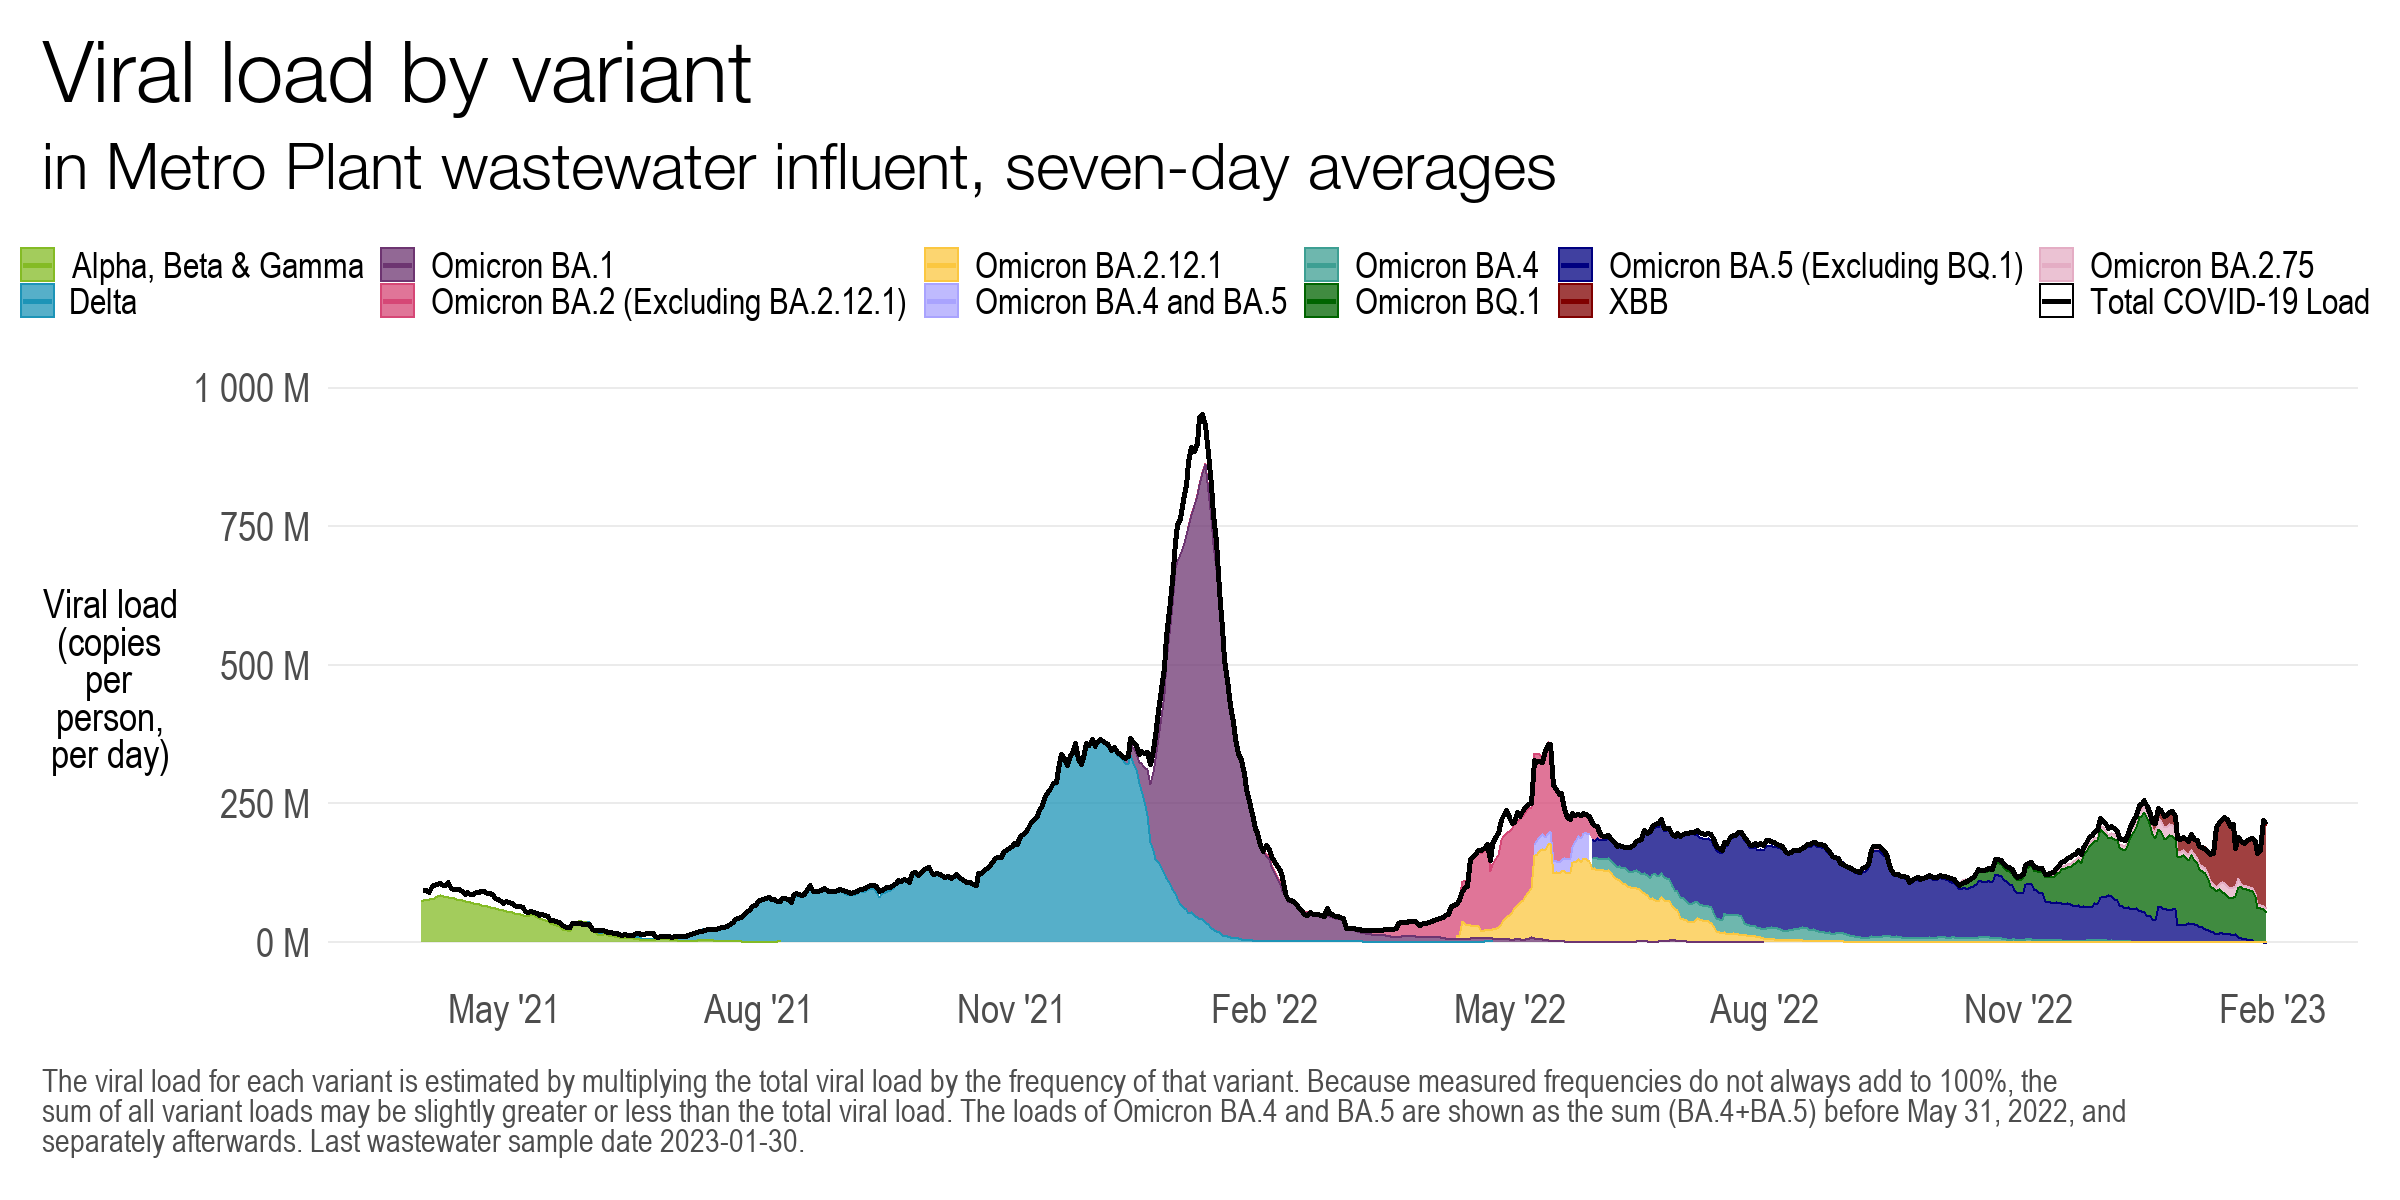 Viral load by variant
in Metro Plant wastewater influent, seven-day averages
Alpha, Beta & Gamma
Omicron BA.1
Omicron BA.2.12.1
Omicron BA.4
Omicron BA.5 (Excluding BQ.1)
Omicron BA.2.75
Delta
Omicron BA.2 (Excluding BA.2.12.1)
Omicron BA.4 and BA.5
Omicron BQ.1
XBB
Total COVID-19 Load
1 000 M
750 M
500 M
250 M
0 M
Viral load
(copies
per
person,
per day)
May '21
Aug '21
Nov '21
Feb '22
May '22
Aug '22
Nov '22
Feb '23
The viral load for each variant is estimated by multiplying the total viral load by the frequency of that variant. Because measured frequencies do not always add to 100%, the
sum of all variant loads may be slightly greater or less than the total viral load. The loads of Omicron BA.4 and BA.5 are shown as the sum (BA.4+BA.5) before May 31, 2022, and
separately afterwards. Last wastewater sample date 2023-01-30.